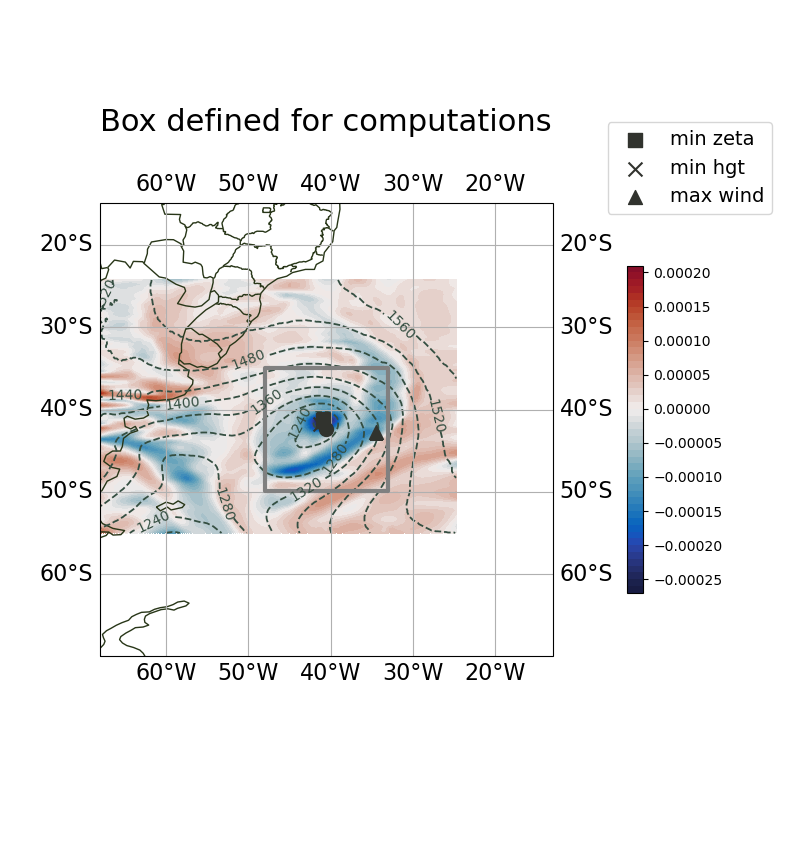 Box defined for computations
min zeta
min hgt
max wind
60°W 50°W 40°W 30°W 20°W
20°S 20°S
30°S 30°S
40°S 40°S
50°S 50°S
60°S 60°S
60°W 50°W 40°W 30°W 20°W
1560
1480
1440
1400
1360
1520
1240
1280
1320
1280
1240
0.00020
0.00015
0.00010
0.00005
0.00000
−0.00005
−0.00010
−0.00015
−0.00020
−0.00025